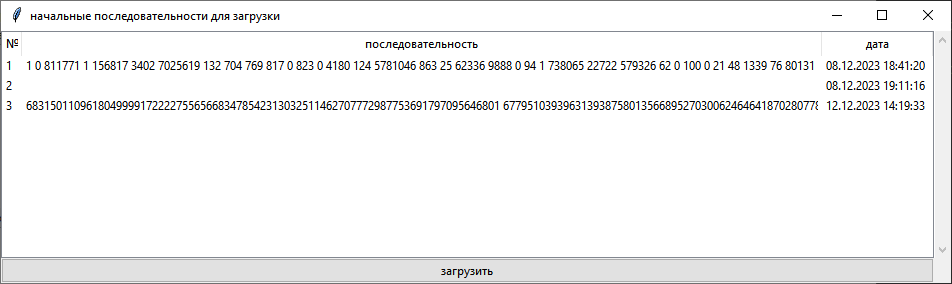 начальные последовательности для загрузки
№ последовательность дата
1 1 0 811771 1 156817 3402 7025619 132 704 769 817 0 823 0 4180 124 5781046 863 25 62336 9888 0 94 1 738065 22722 579326 62 0 100 0 21 48 1339 76 80131 08.12.2023 18:41:20
2 08.12.2023 19:11:16
3 683150110961804999917222275565668347854231303251146270777298775369179709564680​1 67795103939631393875801356689527030062464641870280778 12.12.2023 14:19:33
загрузить